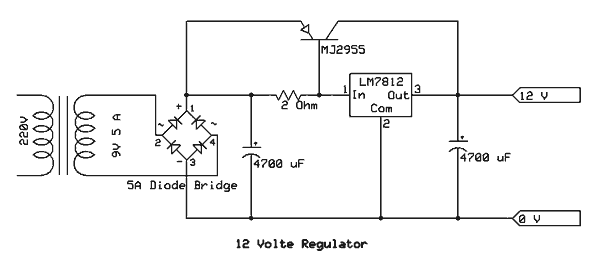 MJ2955
220V
9V 5 A
+
1
~
~
2
4
-
3
5A Diode Bridge
2 Ohm
+
4700 uF
LM7812
1
In
Out
3
Com
2
+
4700 uF
12 V
0 V
12 Volte Regulator